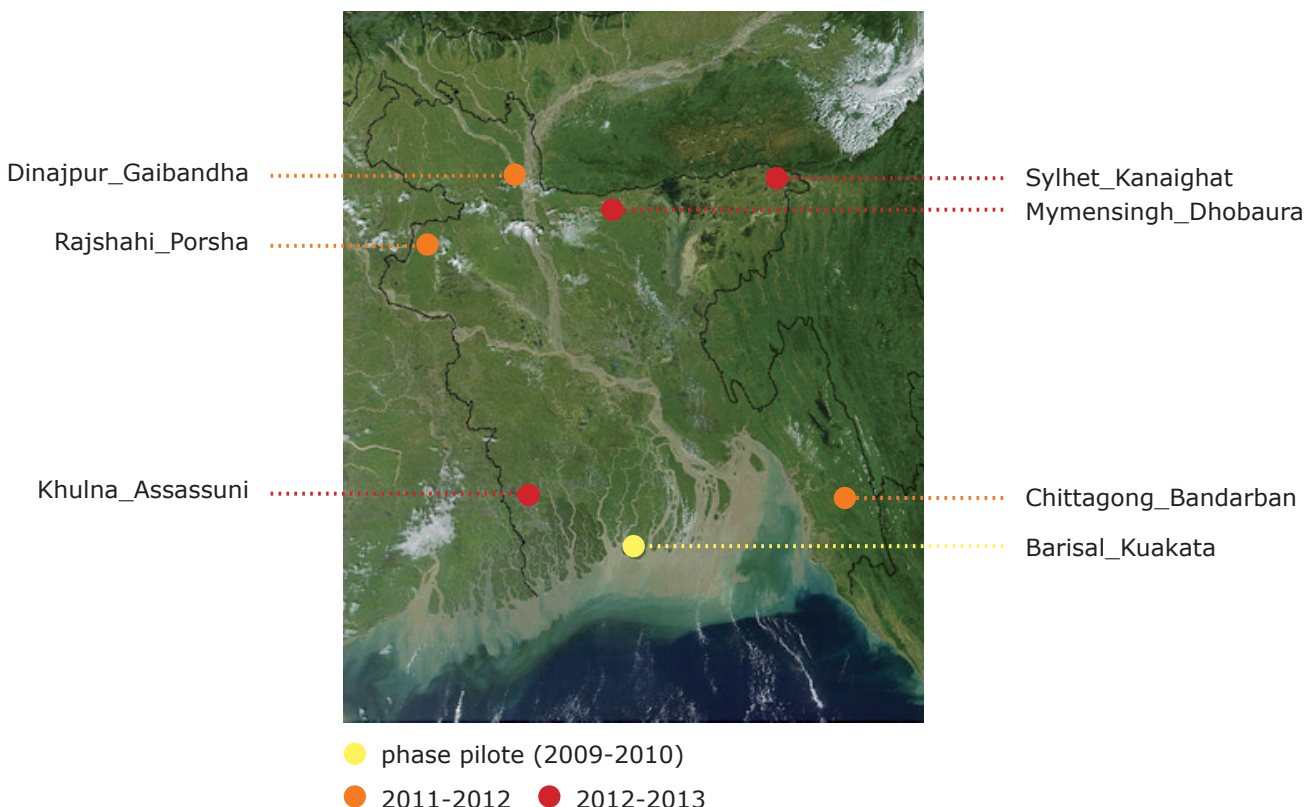 Dinajpur_Gaibandha
Rajshahi_Porsha
Khulna_Assassuni
Sylhet_Kanaighat
Mymensingh_Dhobaura
Chittagong_Bandarban
Barisal_Kuakata
phase pilote (2009-2010)
2011-2012 2012-2013